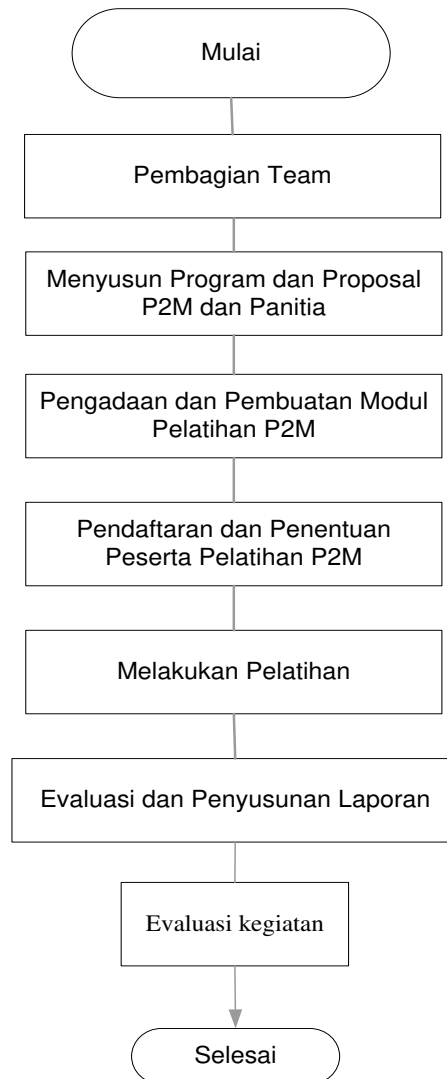 Mulai
Pembagian Team
Menyusun Program dan Proposal
P2M dan Panitia
Pengadaan dan Pembuatan Modul
Pelatihan P2M
Pendaftaran dan Penentuan
Peserta Pelatihan P2M
Melakukan Pelatihan
Evaluasi dan Penyusunan Laporan
Evaluasi kegiatan
Selesai